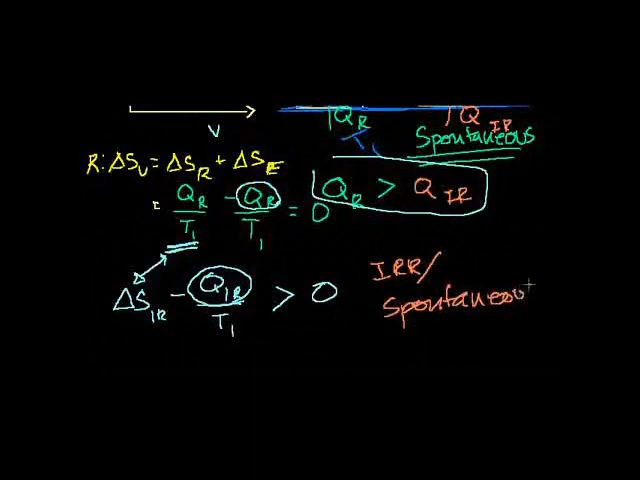 Q_R Q_IR
V T_1 Spontaneous
R: ΔS_U = ΔS_R + ΔS_E
= Q_R/T_1 - Q_R/T_1 = 0 Q_R > Q_IR
ΔS_IR - Q_IR/T_1 > 0 IRR/
Spontaneous